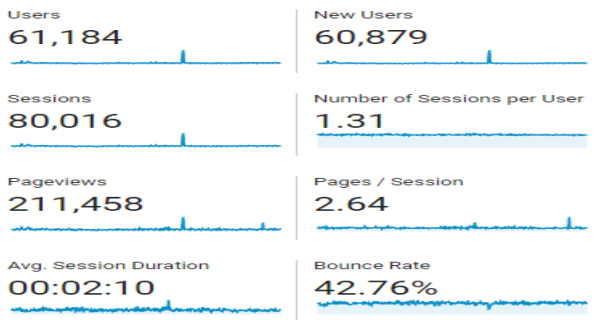 Users
61,184
New Users
60,879
Sessions
80,016
Number of Sessions per User
1.31
Pageviews
211,458
Pages / Session
2.64
Avg. Session Duration
00:02:10
Bounce Rate
42.76%